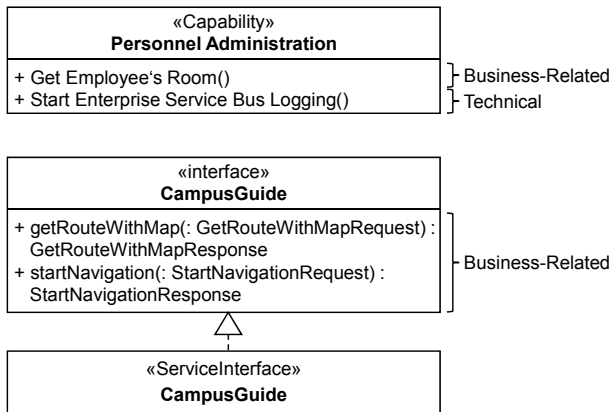 «Capability»
Personnel Administration
+ Get Employee‘s Room()
Business-Related
+ Start Enterprise Service Bus Logging()
Technical
«interface»
CampusGuide
+ getRouteWithMap(: GetRouteWithMapRequest) :
GetRouteWithMapResponse
+ startNavigation(: StartNavigationRequest) :
StartNavigationResponse
Business-Related
«ServiceInterface»
CampusGuide